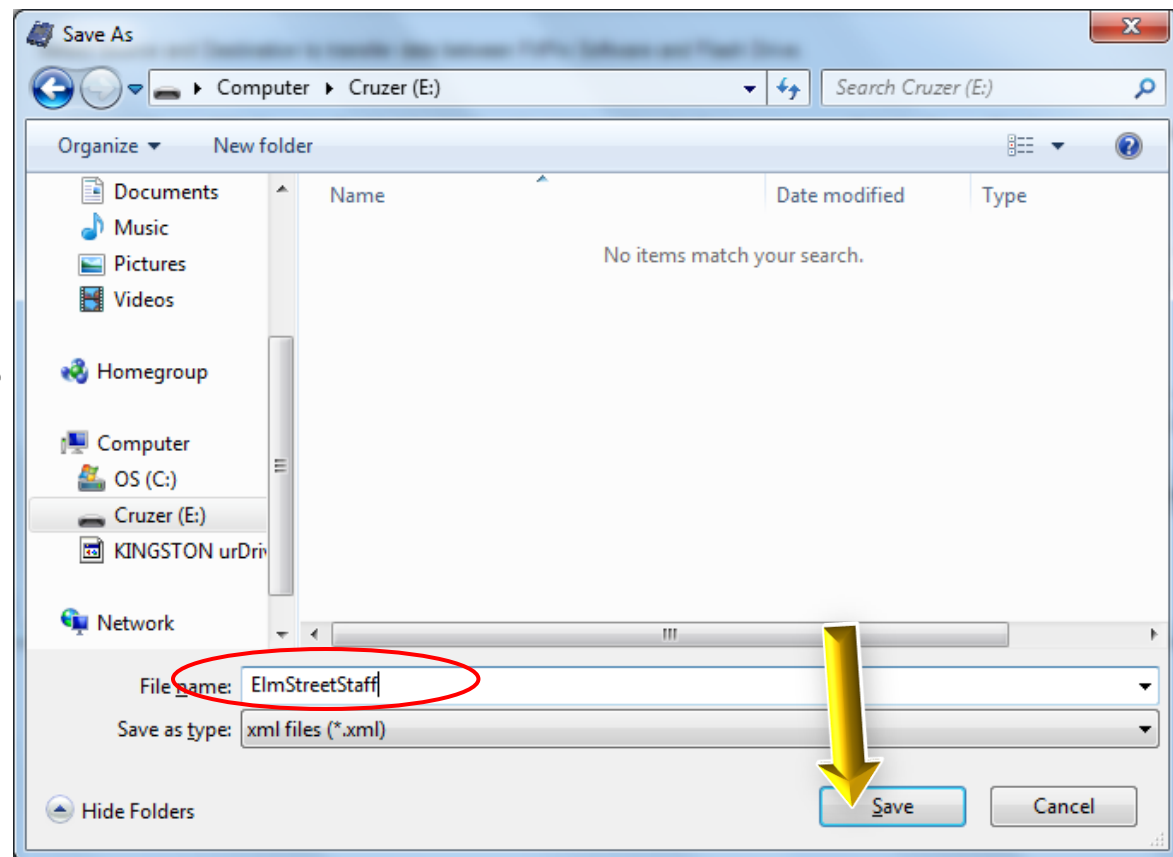 Save As
Computer Cruzer (E:) Search Cruzer (E:)
Organize New folder
Name Date modified Type
No items match your search.
Documents
Music
Pictures
Videos
Homegroup
Computer
OS (C:)
Cruzer (E:)
KINGSTON urDriv
Network
File name: ElmStreetStaff
Save as type: xml files (*.xml)
Hide Folders Save Cancel